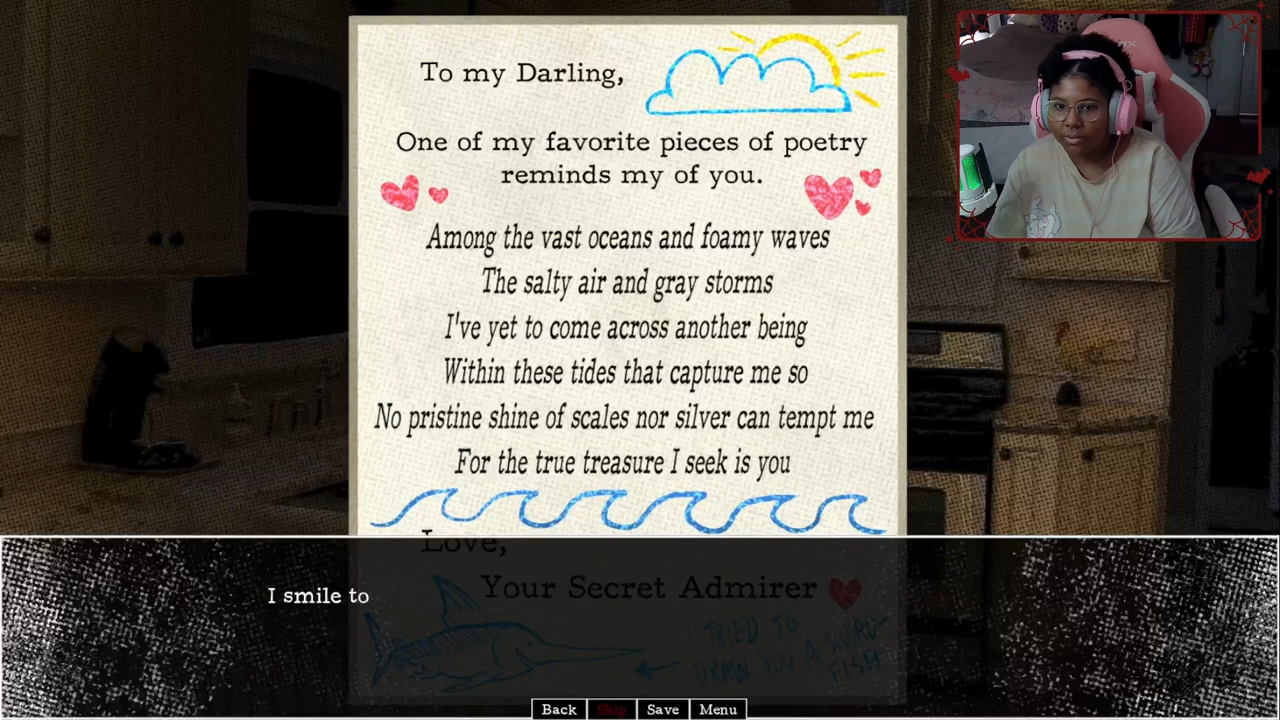 To my Darling,
One of my favorite pieces of poetry
reminds my of you.
Among the vast oceans and foamy waves
The salty air and gray storms
I've yet to come across another being
Within these tides that capture me so
No pristine shine of scales nor silver can tempt me
For the true treasure I seek is you
Love,
Your Secret Admirer
I TRIED TO
DRAW YOU A SWORD-
FISH
I smile to
Back Skip Save Menu